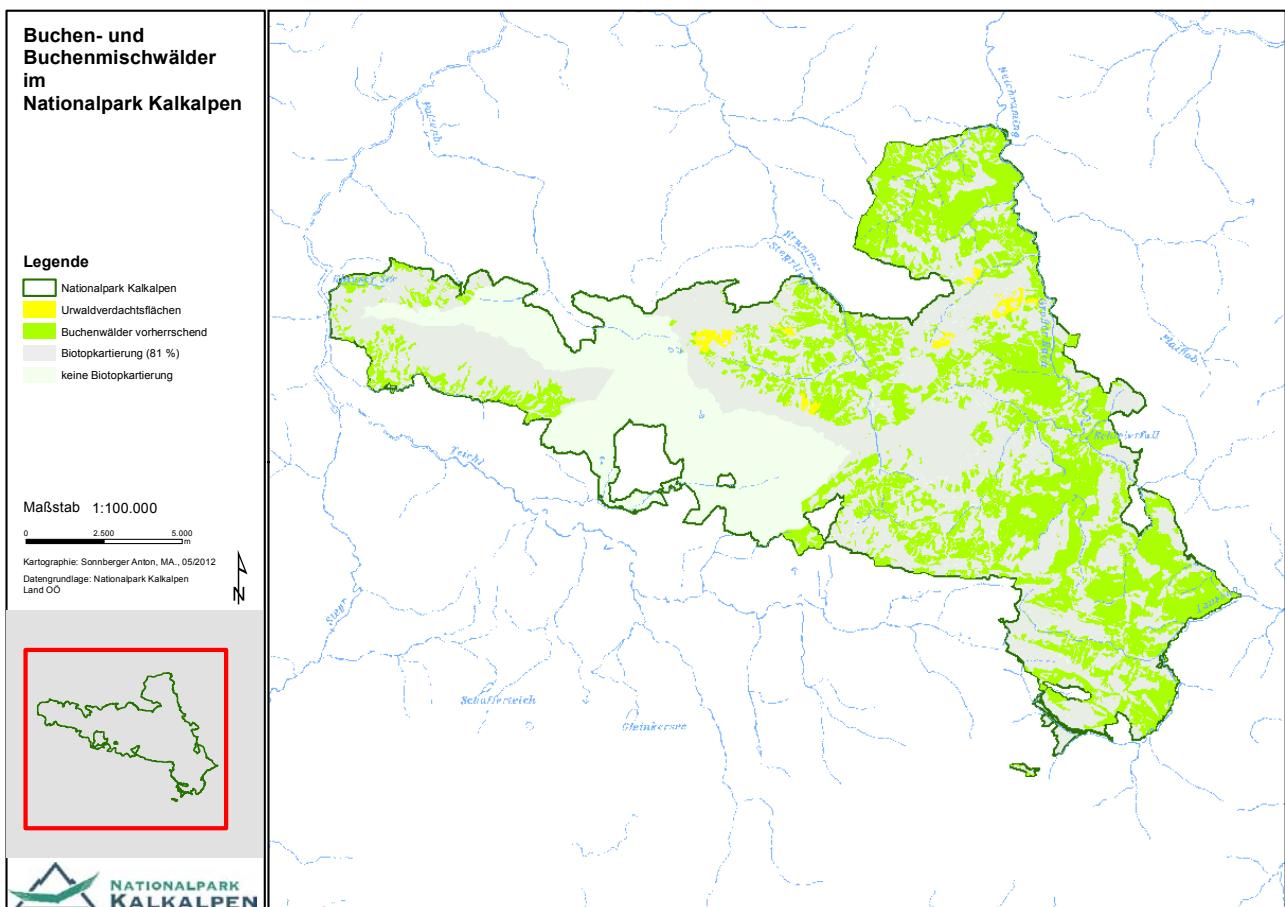 Buchen- und
Buchenmischwälder
im
Nationalpark Kalkalpen
Legende
Nationalpark Kalkalpen
Urwaldverdachtsflächen
Buchenwälder vorherrschend
Biotopkartierung (81 %)
keine Biotopkartierung
Maßstab 1:100.000
0 2.500 5.000
m
Kartographie: Sonnberger Anton, MA., 05/2012
Datengrundlage: Nationalpark Kalkalpen
Land OÖ
N
NATIONALPARK
KALKALPEN
Teichl
Steyr
Schafferteich
Gleinkersee